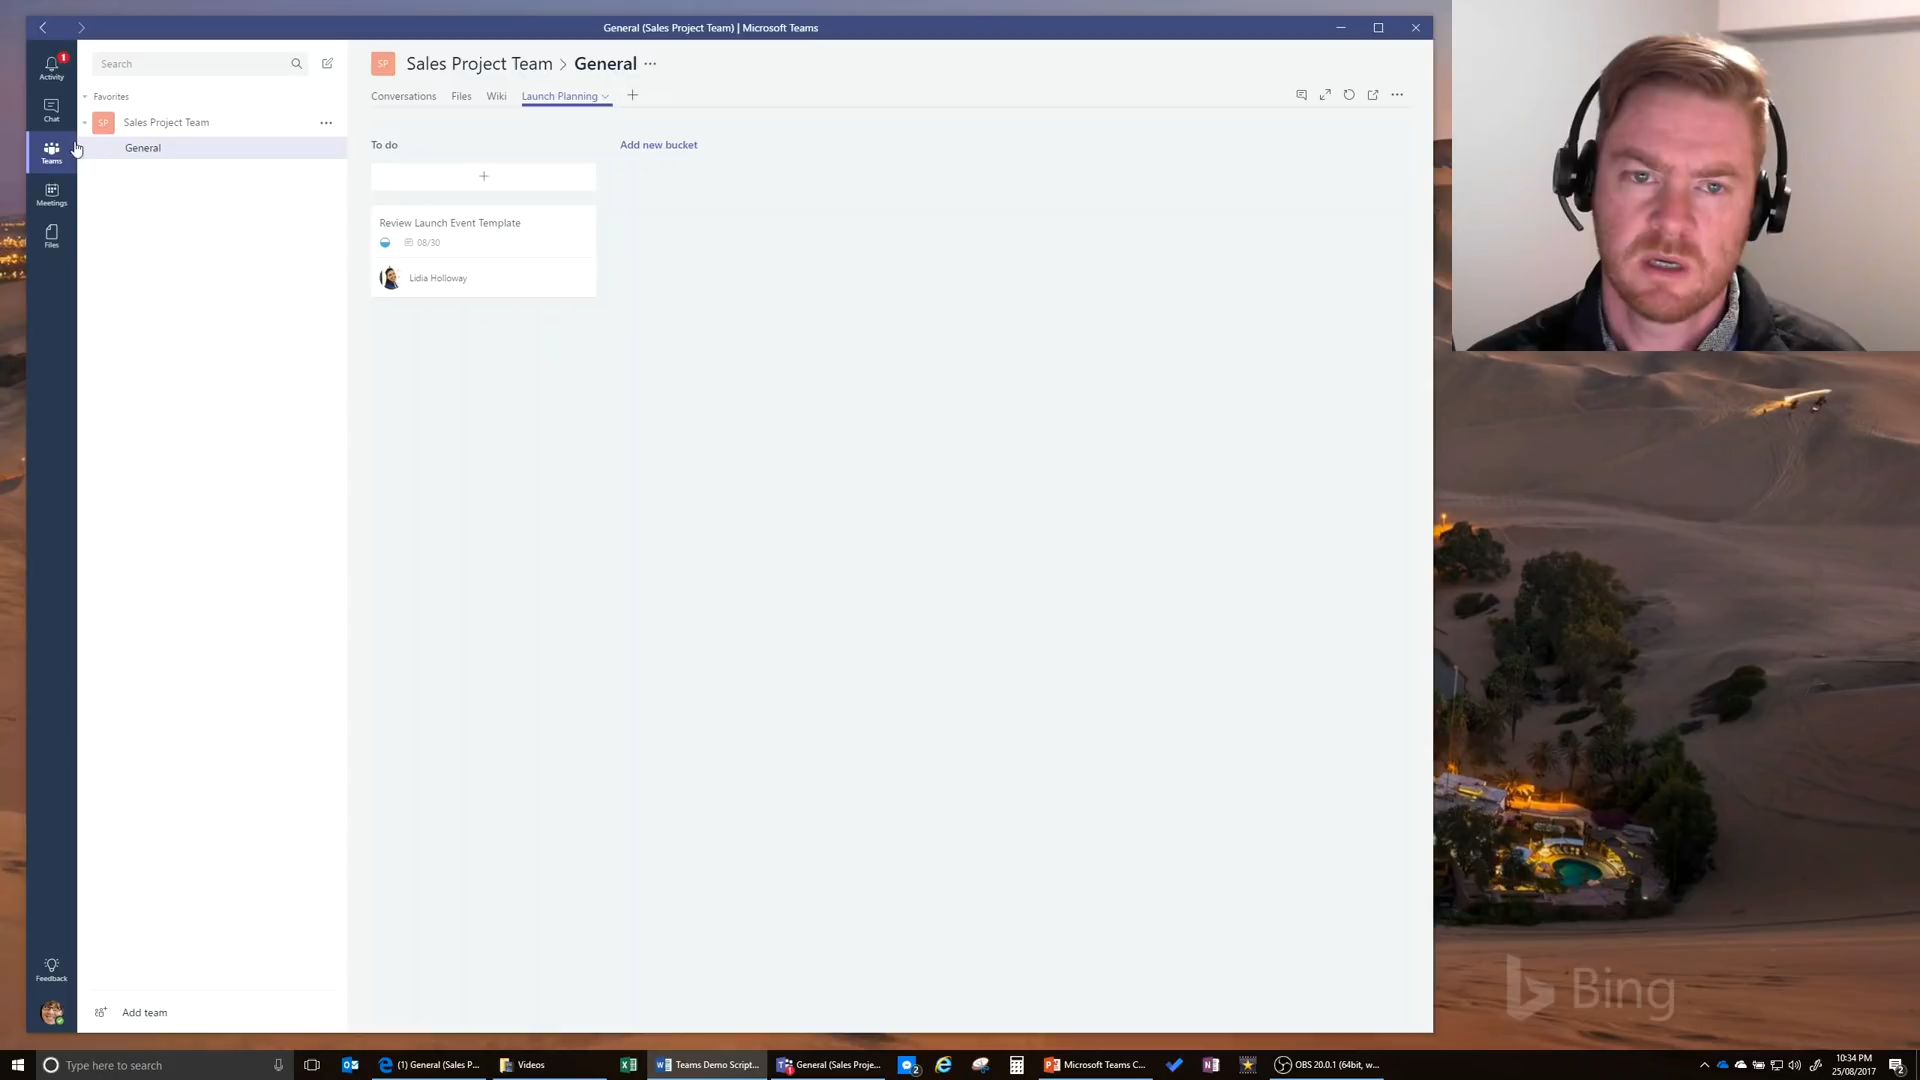 General (Sales Project Team) | Microsoft Teams
1
Activity
Chat
Teams
Meetings
Files
Feedback
Search
Favorites
SP Sales Project Team
General
Add team
SP Sales Project Team > General
Conversations Files Wiki Launch Planning
To do
Add new bucket
Review Launch Event Template
08/30
Lidia Holloway
Bing
Type here to search
(1) General (Sales P...
Videos
Teams Demo Script...
General (Sales Proje...
2
Microsoft Teams C...
OBS 20.0.1 (64bit, w...
10:34 PM
25/08/2017
2